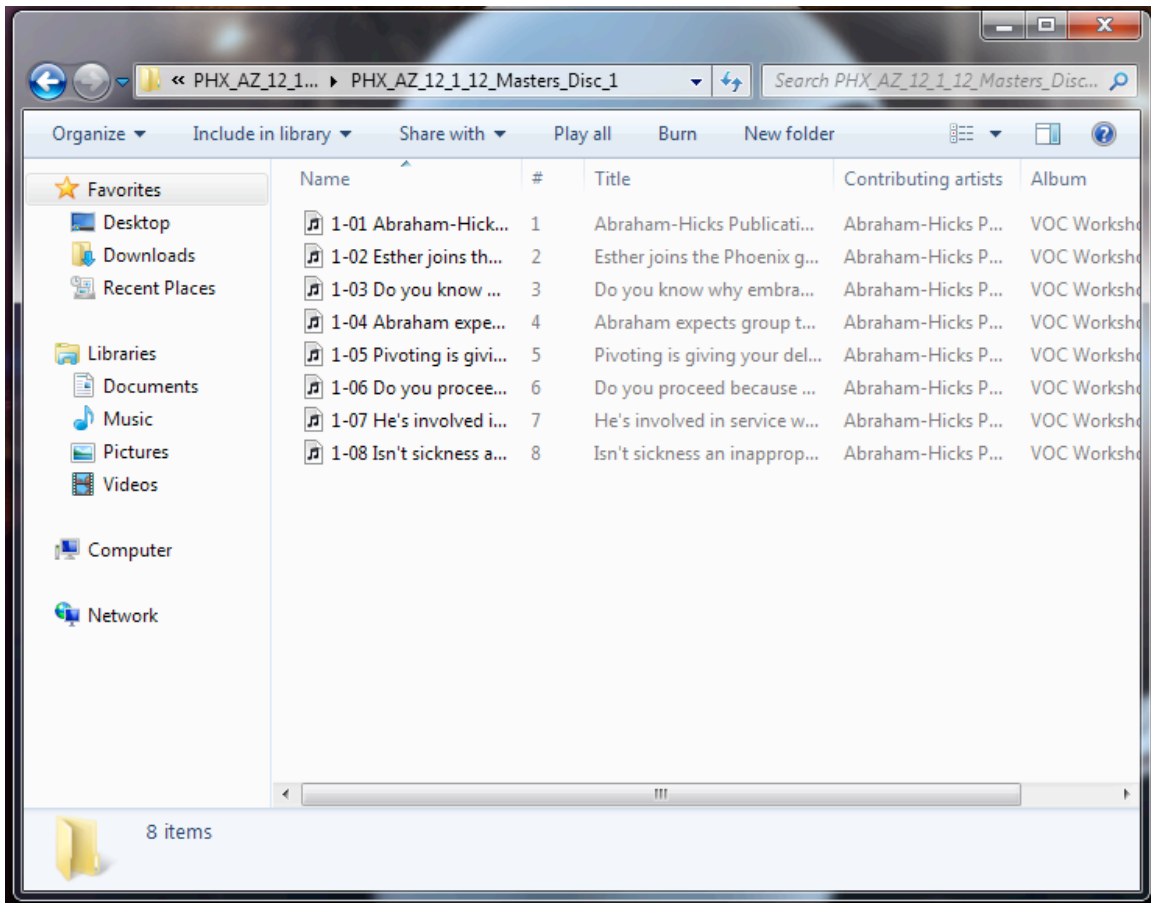 « PHX_AZ_12_1... ▸ PHX_AZ_12_1_12_Masters_Disc_1 Search PHX_AZ_12_1_12_Masters_Disc...
Organize Include in library Share with Play all Burn New folder
Name # Title Contributing artists Album
Favorites
Desktop
Downloads
Recent Places
Libraries
Documents
Music
Pictures
Videos
Computer
Network
1-01 Abraham-Hick... 1 Abraham-Hicks Publicati... Abraham-Hicks P... VOC Worksho
1-02 Esther joins th... 2 Esther joins the Phoenix g... Abraham-Hicks P... VOC Worksho
1-03 Do you know ... 3 Do you know why embra... Abraham-Hicks P... VOC Worksho
1-04 Abraham expe... 4 Abraham expects group t... Abraham-Hicks P... VOC Worksho
1-05 Pivoting is givi... 5 Pivoting is giving your del... Abraham-Hicks P... VOC Worksho
1-06 Do you procee... 6 Do you proceed because ... Abraham-Hicks P... VOC Worksho
1-07 He's involved i... 7 He's involved in service w... Abraham-Hicks P... VOC Worksho
1-08 Isn't sickness a... 8 Isn't sickness an inapprop... Abraham-Hicks P... VOC Worksho
8 items